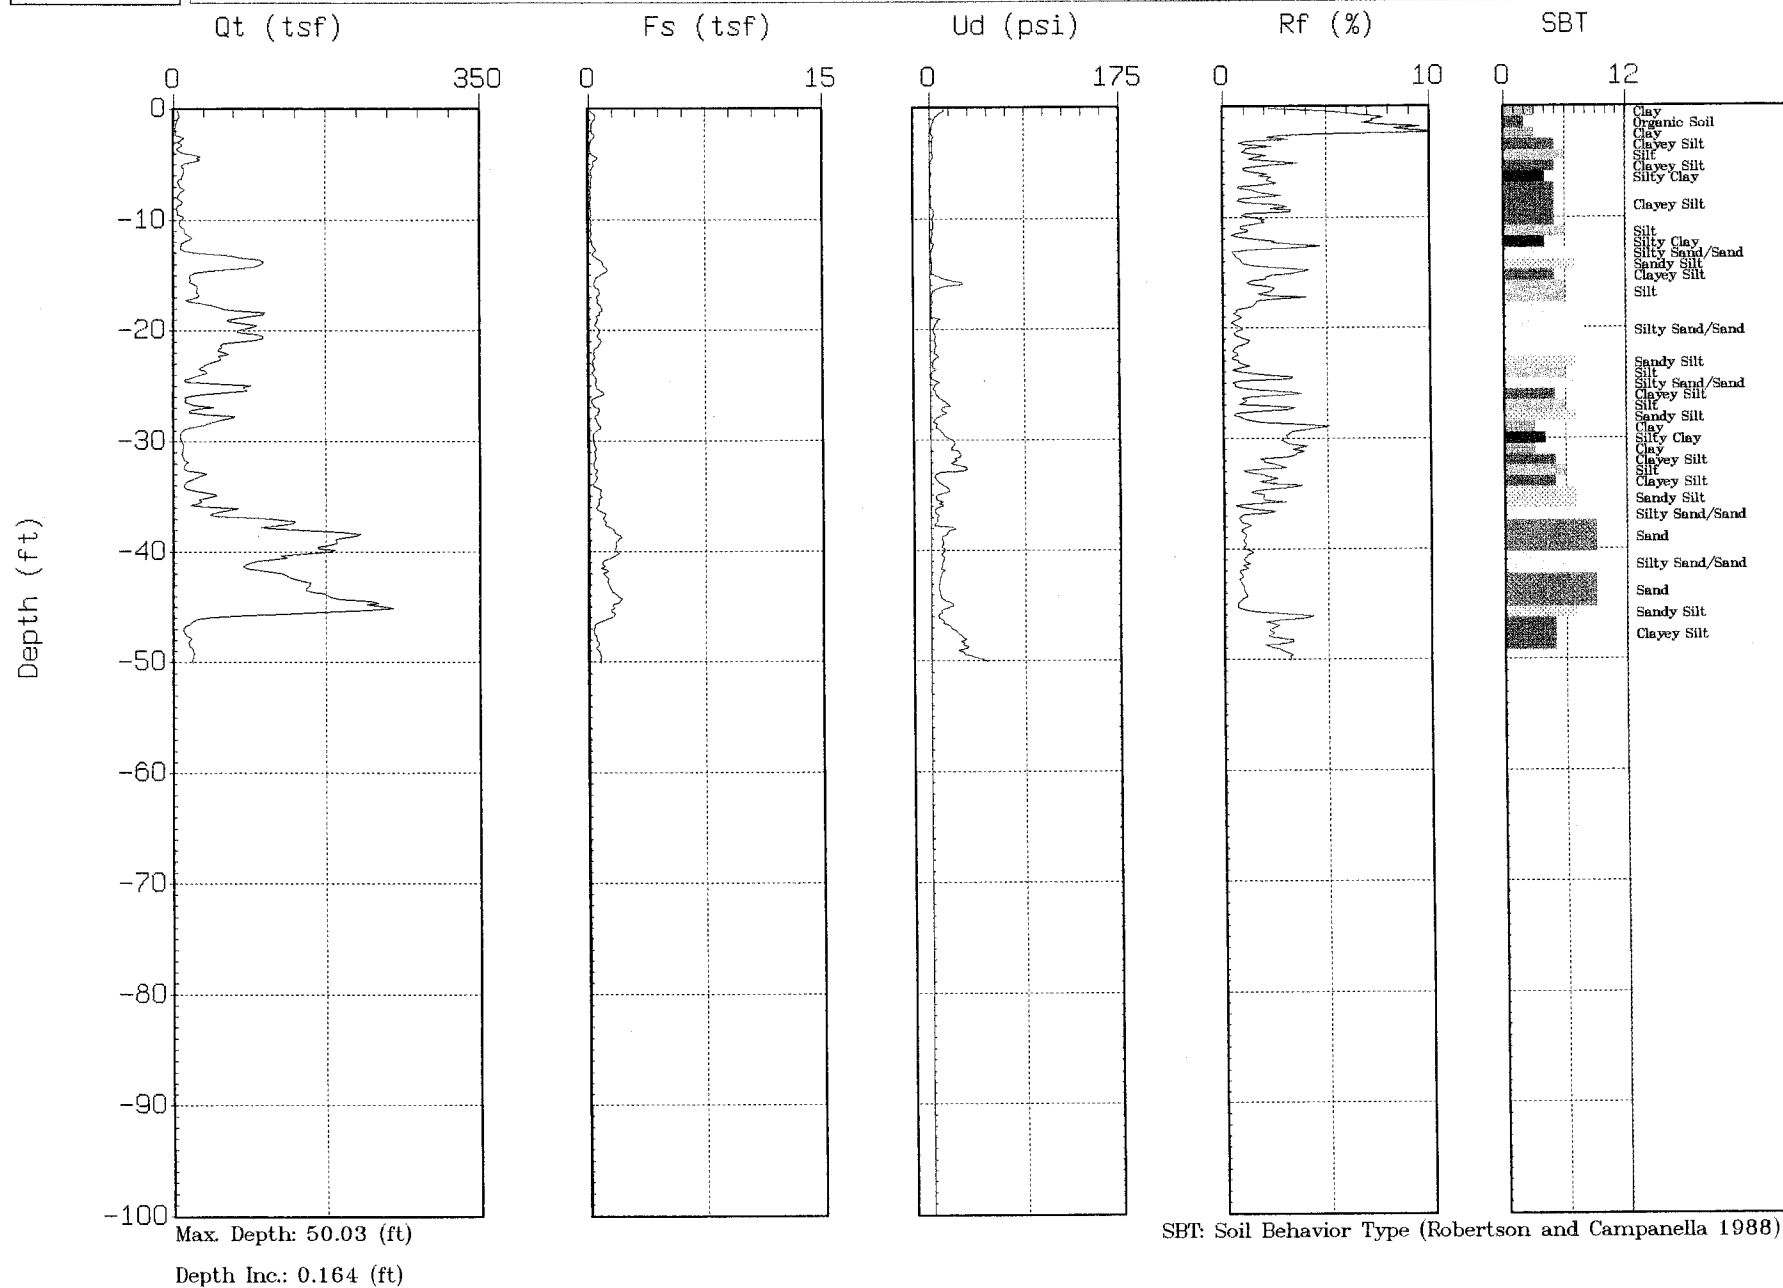 Qt (tsf) Fs (tsf) Ud (psi) Rf (%) SBT
0 350 0 15 0 175 0 10 0 12
Depth (ft)
0
-10
-20
-30
-40
-50
-60
-70
-80
-90
-100
Clay
Organic Soil
Clay
Clayey Silt
Silt
Clayey Silt
Silty Clay
Clayey Silt
Silt
Silty Clay
Silty Sand/Sand
Sandy Silt
Clayey Silt
Silt
Silty Sand/Sand
Sandy Silt
Silt
Silty Sand/Sand
Clayey Silt
Silt
Sandy Silt
Clay
Silty Clay
Clay
Clayey Silt
Silt
Clayey Silt
Sandy Silt
Silty Sand/Sand
Sand
Silty Sand/Sand
Sand
Sandy Silt
Clayey Silt
Max. Depth: 50.03 (ft)
SBT: Soil Behavior Type (Robertson and Campanella 1988)
Depth Inc.: 0.164 (ft)